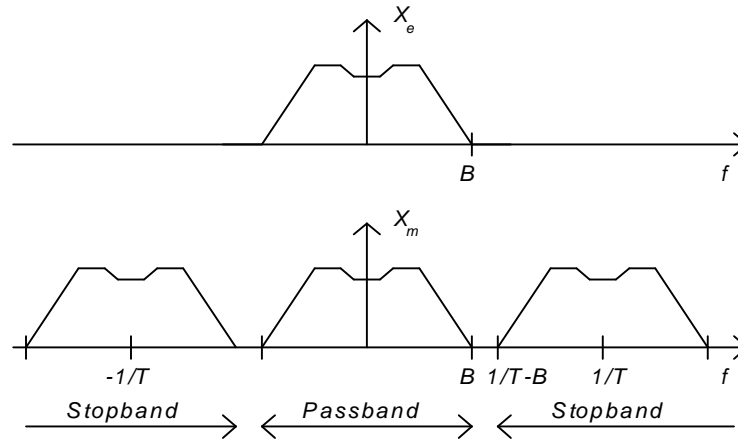 X_e
B f
X_m
-1/T B 1/T-B 1/T f
Stopband Passband Stopband